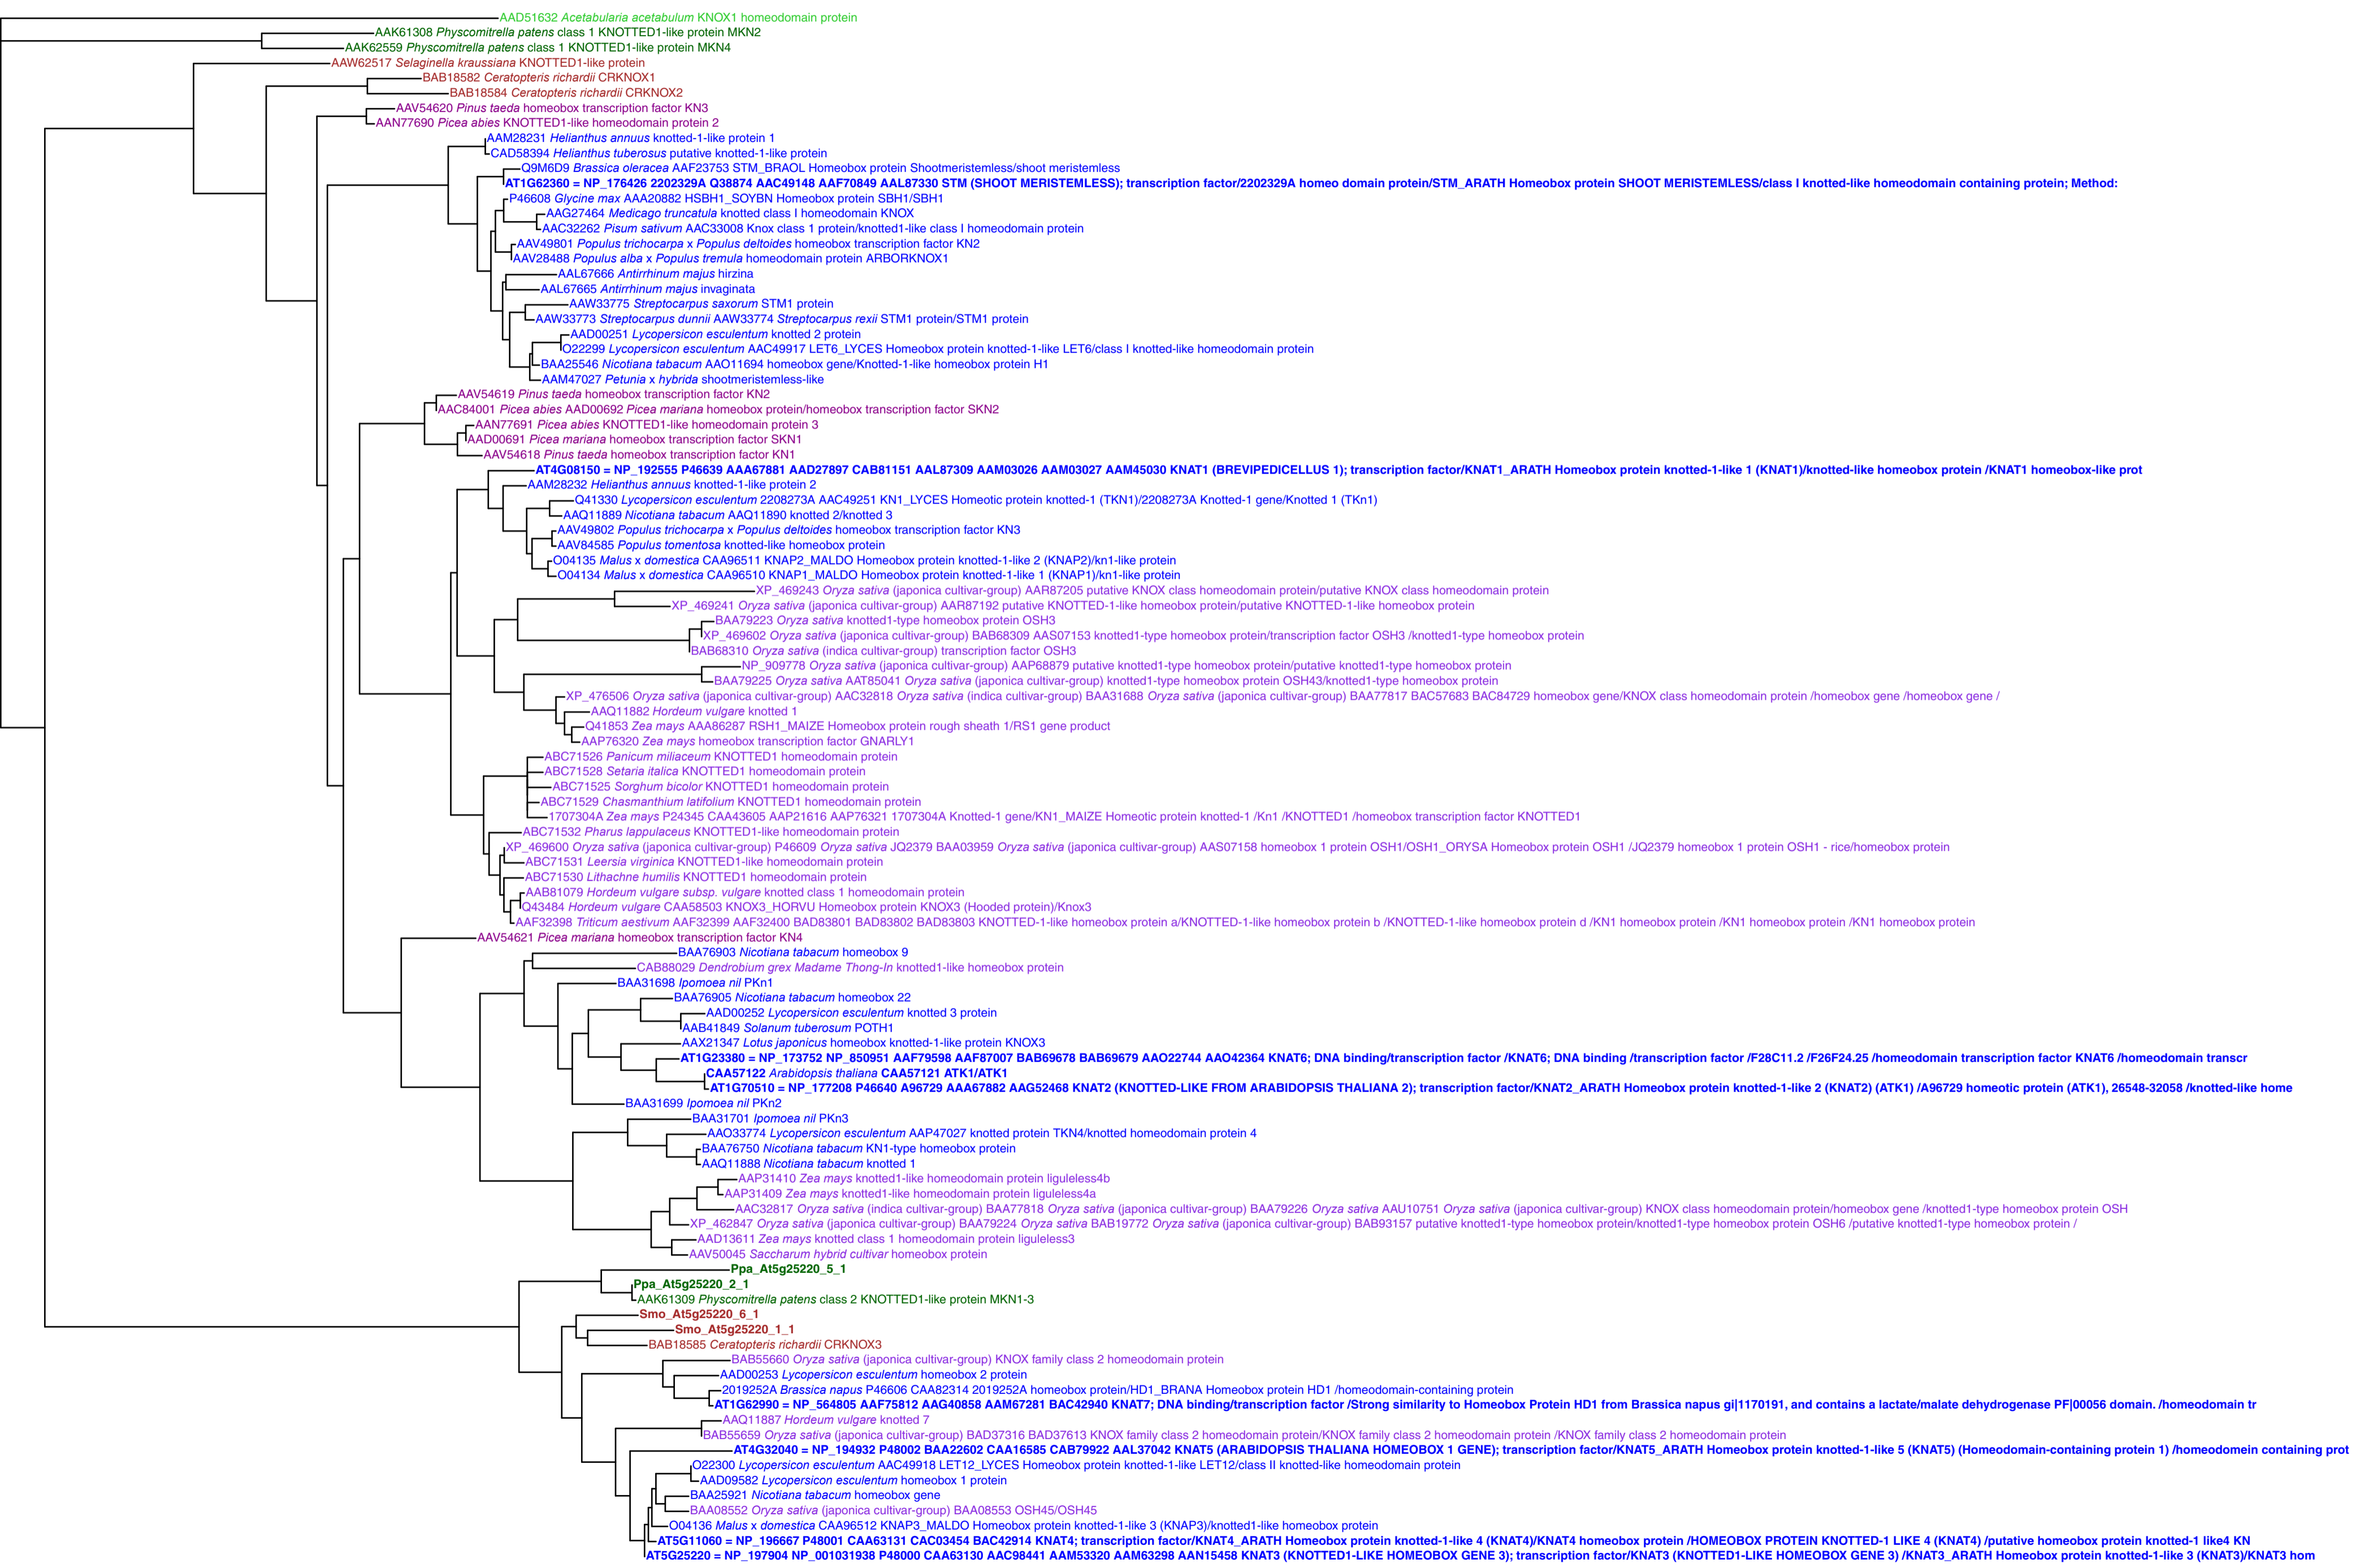 AAD51632 Acetabularia acetabulum KNOX1 homeodomain protein
AAK61308 Physcomitrella patens class 1 KNOTTED1-like protein MKN2
AAK62559 Physcomitrella patens class 1 KNOTTED1-like protein MKN4
AAW62517 Selaginella kraussiana KNOTTED1-like protein
BAB18582 Ceratopteris richardii CRKNOX1
BAB18584 Ceratopteris richardii CRKNOX2
AAV54620 Pinus taeda homeobox transcription factor KN3
AAN77690 Picea abies KNOTTED1-like homeodomain protein 2
AAM28231 Helianthus annuus knotted-1-like protein 1
CAD58394 Helianthus tuberosus putative knotted-1-like protein
Q9M6D9 Brassica oleracea AAF23753 STM_BRAOL Homeobox protein Shootmeristemless/shoot meristemless
AT1G62360 = NP_176426 2202329A Q38874 AAC49148 AAF70849 AAL87330 STM (SHOOT MERISTEMLESS); transcription factor/2202329A homeo domain protein/STM_ARATH Homeobox protein SHOOT MERISTEMLESS/class I knotted-like homeodomain containing protein; Method:
P46608 Glycine max AAA20882 HSBH1_SOYBN Homeobox protein SBH1/SBH1
AAG27464 Medicago truncatula knotted class I homeodomain KNOX
AAC32262 Pisum sativum AAC33008 Knox class 1 protein/knotted1-like class I homeodomain protein
AAV49801 Populus trichocarpa x Populus deltoides homeobox transcription factor KN2
AAV28488 Populus alba x Populus tremula homeodomain protein ARBORKNOX1
AAL67666 Antirrhinum majus hirzina
AAL67665 Antirrhinum majus invaginata
AAW33775 Streptocarpus saxorum STM1 protein
AAW33773 Streptocarpus dunnii AAW33774 Streptocarpus rexii STM1 protein/STM1 protein
AAD00251 Lycopersicon esculentum knotted 2 protein
O22299 Lycopersicon esculentum AAC49917 LET6_LYCES Homeobox protein knotted-1-like LET6/class I knotted-like homeodomain protein
BAA25546 Nicotiana tabacum AAO11694 homeobox gene/Knotted-1-like homeobox protein H1
AAM47027 Petunia x hybrida shootmeristemless-like
AAV54619 Pinus taeda homeobox transcription factor KN2
AAC84001 Picea abies AAD00692 Picea mariana homeobox protein/homeobox transcription factor SKN2
AAN77691 Picea abies KNOTTED1-like homeodomain protein 3
AAD00691 Picea mariana homeobox transcription factor SKN1
AAV54618 Pinus taeda homeobox transcription factor KN1
AT4G08150 = NP_192555 P46639 AAA67881 AAD27897 CAB81151 AAL87309 AAM03026 AAM03027 AAM45030 KNAT1 (BREVIPEDICELLUS 1); transcription factor/KNAT1_ARATH Homeobox protein knotted-1-like 1 (KNAT1)/knotted-like homeobox protein /KNAT1 homeobox-like prot
AAM28232 Helianthus annuus knotted-1-like protein 2
Q41330 Lycopersicon esculentum 2208273A AAC49251 KN1_LYCES Homeotic protein knotted-1 (TKN1)/2208273A Knotted-1 gene/Knotted 1 (TKn1)
AAQ11889 Nicotiana tabacum AAQ11890 knotted 2/knotted 3
AAV49802 Populus trichocarpa x Populus deltoides homeobox transcription factor KN3
AAV84585 Populus tomentosa knotted-like homeobox protein
O04135 Malus x domestica CAA96511 KNAP2_MALDO Homeobox protein knotted-1-like 2 (KNAP2)/kn1-like protein
O04134 Malus x domestica CAA96510 KNAP1_MALDO Homeobox protein knotted-1-like 1 (KNAP1)/kn1-like protein
XP_469243 Oryza sativa (japonica cultivar-group) AAR87205 putative KNOX class homeodomain protein/putative KNOX class homeodomain protein
XP_469241 Oryza sativa (japonica cultivar-group) AAR87192 putative KNOTTED-1-like homeobox protein/putative KNOTTED-1-like homeobox protein
BAA79223 Oryza sativa knotted1-type homeobox protein OSH3
XP_469602 Oryza sativa (japonica cultivar-group) BAB68309 AAS07153 knotted1-type homeobox protein/transcription factor OSH3 /knotted1-type homeobox protein
BAB68310 Oryza sativa (indica cultivar-group) transcription factor OSH3
NP_909778 Oryza sativa (japonica cultivar-group) AAP68879 putative knotted1-type homeobox protein/putative knotted1-type homeobox protein
BAA79225 Oryza sativa AAT85041 Oryza sativa (japonica cultivar-group) knotted1-type homeobox protein OSH43/knotted1-type homeobox protein
XP_476506 Oryza sativa (japonica cultivar-group) AAC32818 Oryza sativa (indica cultivar-group) BAA31688 Oryza sativa (japonica cultivar-group) BAA77817 BAC57683 BAC84729 homeobox gene/KNOX class homeodomain protein /homeobox gene /homeobox gene /
AAQ11882 Hordeum vulgare knotted 1
Q41853 Zea mays AAA86287 RSH1_MAIZE Homeobox protein rough sheath 1/RS1 gene product
AAP76320 Zea mays homeobox transcription factor GNARLY1
ABC71526 Panicum miliaceum KNOTTED1 homeodomain protein
ABC71528 Setaria italica KNOTTED1 homeodomain protein
ABC71525 Sorghum bicolor KNOTTED1 homeodomain protein
ABC71529 Chasmanthium latifolium KNOTTED1 homeodomain protein
1707304A Zea mays P24345 CAA43605 AAP21616 AAP76321 1707304A Knotted-1 gene/KN1_MAIZE Homeotic protein knotted-1 /Kn1 /KNOTTED1 /homeobox transcription factor KNOTTED1
ABC71532 Pharus lappulaceus KNOTTED1-like homeodomain protein
XP_469600 Oryza sativa (japonica cultivar-group) P46609 Oryza sativa JQ2379 BAA03959 Oryza sativa (japonica cultivar-group) AAS07158 homeobox 1 protein OSH1/OSH1_ORYSA Homeobox protein OSH1 /JQ2379 homeobox 1 protein OSH1 - rice/homeobox protein
ABC71531 Leersia virginica KNOTTED1-like homeodomain protein
ABC71530 Lithachne humilis KNOTTED1 homeodomain protein
AAB81079 Hordeum vulgare subsp. vulgare knotted class 1 homeodomain protein
Q43484 Hordeum vulgare CAA58503 KNOX3_HORVU Homeobox protein KNOX3 (Hooded protein)/Knox3
AAF32398 Triticum aestivum AAF32399 AAF32400 BAD83801 BAD83802 BAD83803 KNOTTED-1-like homeobox protein a/KNOTTED-1-like homeobox protein b /KNOTTED-1-like homeobox protein d /KN1 homeobox protein /KN1 homeobox protein /KN1 homeobox protein
AAV54621 Picea mariana homeobox transcription factor KN4
BAA76903 Nicotiana tabacum homeobox 9
CAB88029 Dendrobium grex Madame Thong-In knotted1-like homeobox protein
BAA31698 Ipomoea nil PKn1
BAA76905 Nicotiana tabacum homeobox 22
AAD00252 Lycopersicon esculentum knotted 3 protein
AAB41849 Solanum tuberosum POTH1
AAX21347 Lotus japonicus homeobox knotted-1-like protein KNOX3
AT1G23380 = NP_173752 NP_850951 AAF79598 AAF87007 BAB69678 BAB69679 AAO22744 AAO42364 KNAT6; DNA binding/transcription factor /KNAT6; DNA binding /transcription factor /F28C11.2 /F26F24.25 /homeodomain transcription factor KNAT6 /homeodomain transcr
CAA57122 Arabidopsis thaliana CAA57121 ATK1/ATK1
AT1G70510 = NP_177208 P46640 A96729 AAA67882 AAG52468 KNAT2 (KNOTTED-LIKE FROM ARABIDOPSIS THALIANA 2); transcription factor/KNAT2_ARATH Homeobox protein knotted-1-like 2 (KNAT2) (ATK1) /A96729 homeotic protein (ATK1), 26548-32058 /knotted-like home
BAA31699 Ipomoea nil PKn2
BAA31701 Ipomoea nil PKn3
AAO33774 Lycopersicon esculentum AAP47027 knotted protein TKN4/knotted homeodomain protein 4
BAA76750 Nicotiana tabacum KN1-type homeobox protein
AAQ11888 Nicotiana tabacum knotted 1
AAP31410 Zea mays knotted1-like homeodomain protein liguleless4b
AAP31409 Zea mays knotted1-like homeodomain protein liguleless4a
AAC32817 Oryza sativa (indica cultivar-group) BAA77818 Oryza sativa (japonica cultivar-group) BAA79226 Oryza sativa AAU10751 Oryza sativa (japonica cultivar-group) KNOX class homeodomain protein/homeobox gene /knotted1-type homeobox protein OSH
XP_462847 Oryza sativa (japonica cultivar-group) BAA79224 Oryza sativa BAB19772 Oryza sativa (japonica cultivar-group) BAB93157 putative knotted1-type homeobox protein/knotted1-type homeobox protein OSH6 /putative knotted1-type homeobox protein /
AAD13611 Zea mays knotted class 1 homeodomain protein liguleless3
AAV50045 Saccharum hybrid cultivar homeobox protein
Ppa_At5g25220_5_1
Ppa_At5g25220_2_1
AAK61309 Physcomitrella patens class 2 KNOTTED1-like protein MKN1-3
Smo_At5g25220_6_1
Smo_At5g25220_1_1
BAB18585 Ceratopteris richardii CRKNOX3
BAB55660 Oryza sativa (japonica cultivar-group) KNOX family class 2 homeodomain protein
AAD00253 Lycopersicon esculentum homeobox 2 protein
2019252A Brassica napus P46606 CAA82314 2019252A homeobox protein/HD1_BRANA Homeobox protein HD1 /homeodomain-containing protein
AT1G62990 = NP_564805 AAF75812 AAG40858 AAM67281 BAC42940 KNAT7; DNA binding/transcription factor /Strong similarity to Homeobox Protein HD1 from Brassica napus gi|1170191, and contains a lactate/malate dehydrogenase PF|00056 domain. /homeodomain tr
AAQ11887 Hordeum vulgare knotted 7
BAB55659 Oryza sativa (japonica cultivar-group) BAD37316 BAD37613 KNOX family class 2 homeodomain protein/KNOX family class 2 homeodomain protein /KNOX family class 2 homeodomain protein
AT4G32040 = NP_194932 P48002 BAA22602 CAA16585 CAB79922 AAL37042 KNAT5 (ARABIDOPSIS THALIANA HOMEOBOX 1 GENE); transcription factor/KNAT5_ARATH Homeobox protein knotted-1-like 5 (KNAT5) (Homeodomain-containing protein 1) /homeodomein containing prot
O22300 Lycopersicon esculentum AAC49918 LET12_LYCES Homeobox protein knotted-1-like LET12/class II knotted-like homeodomain protein
AAD09582 Lycopersicon esculentum homeobox 1 protein
BAA25921 Nicotiana tabacum homeobox gene
BAA08552 Oryza sativa (japonica cultivar-group) BAA08553 OSH45/OSH45
O04136 Malus x domestica CAA96512 KNAP3_MALDO Homeobox protein knotted-1-like 3 (KNAP3)/knotted1-like homeobox protein
AT5G11060 = NP_196667 P48001 CAA63131 CAC03454 BAC42914 KNAT4; transcription factor/KNAT4_ARATH Homeobox protein knotted-1-like 4 (KNAT4)/KNAT4 homeobox protein /HOMEOBOX PROTEIN KNOTTED-1 LIKE 4 (KNAT4) /putative homeobox protein knotted-1 like4 KN
AT5G25220 = NP_197904 NP_001031938 P48000 CAA63130 AAC98441 AAM53320 AAM63298 AAN15458 KNAT3 (KNOTTED1-LIKE HOMEOBOX GENE 3); transcription factor/KNAT3 (KNOTTED1-LIKE HOMEOBOX GENE 3) /KNAT3_ARATH Homeobox protein knotted-1-like 3 (KNAT3)/KNAT3 hom